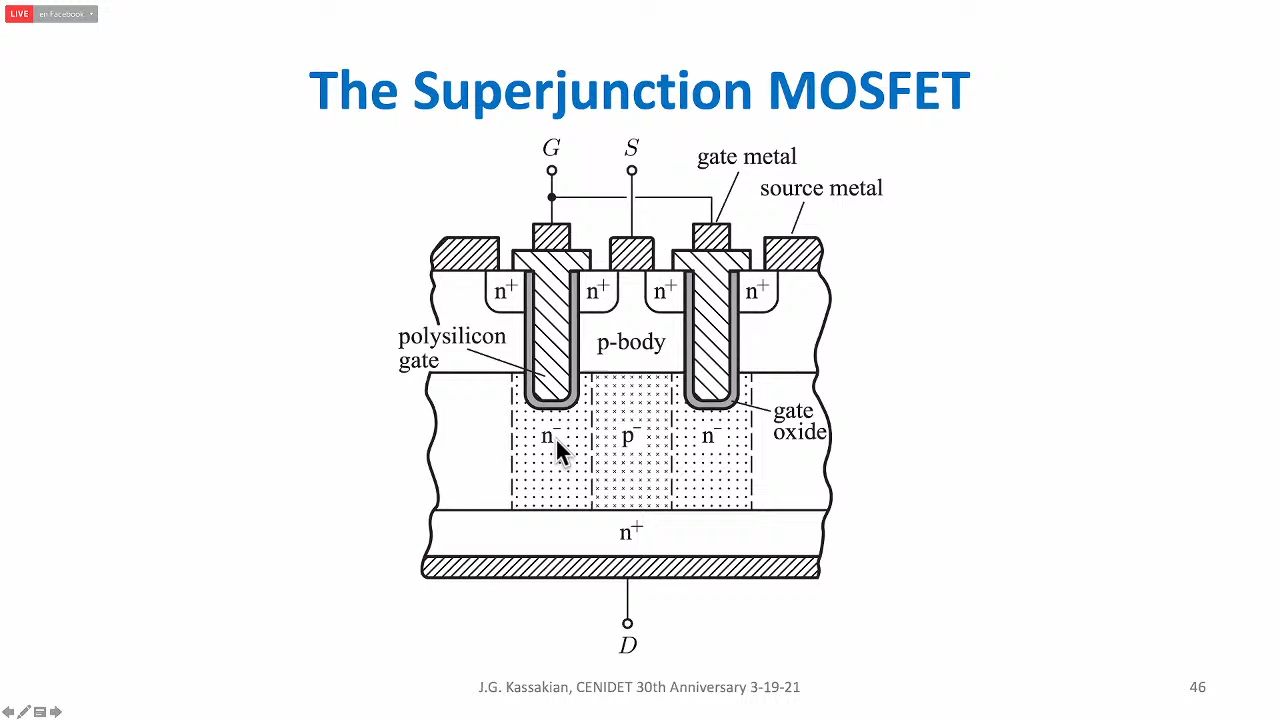 LIVE en Facebook
The Superjunction MOSFET
G S
gate metal
source metal
n⁺ n⁺ n⁺ n⁺
polysilicon
gate
p-body
gate
oxide
n⁻ p⁻ n⁻
n⁺
D
J.G. Kassakian, CENIDET 30th Anniversary 3-19-21
46